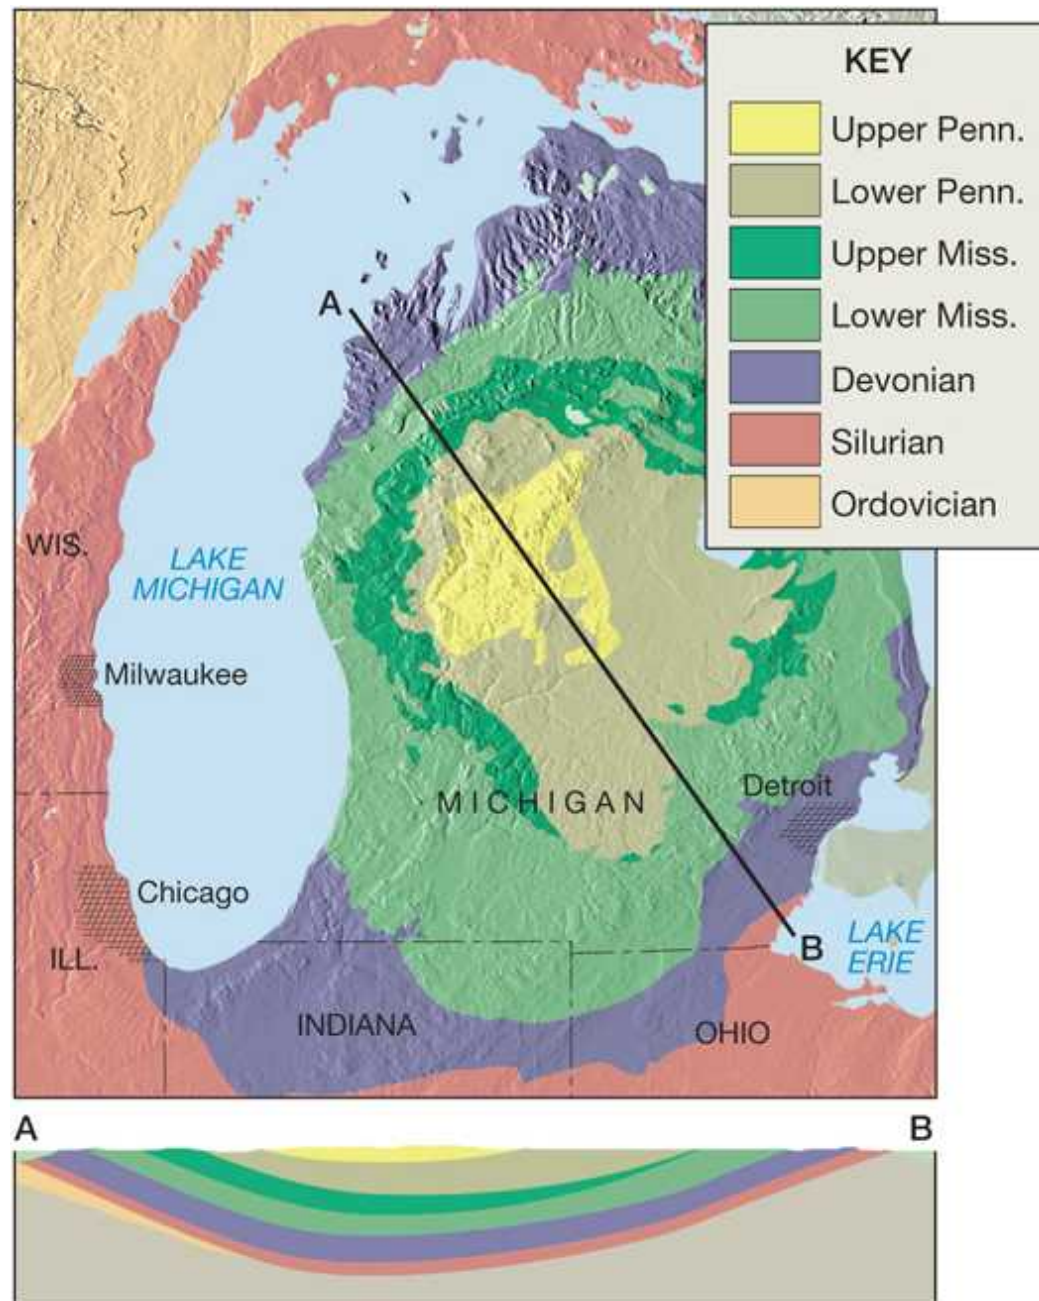 KEY
Upper Penn.
Lower Penn.
Upper Miss.
Lower Miss.
Devonian
Silurian
Ordovician
A
WIS.
LAKE
MICHIGAN
Milwaukee
Detroit
MICHIGAN
Chicago
ILL.
B
LAKE
ERIE
INDIANA
OHIO
A
B